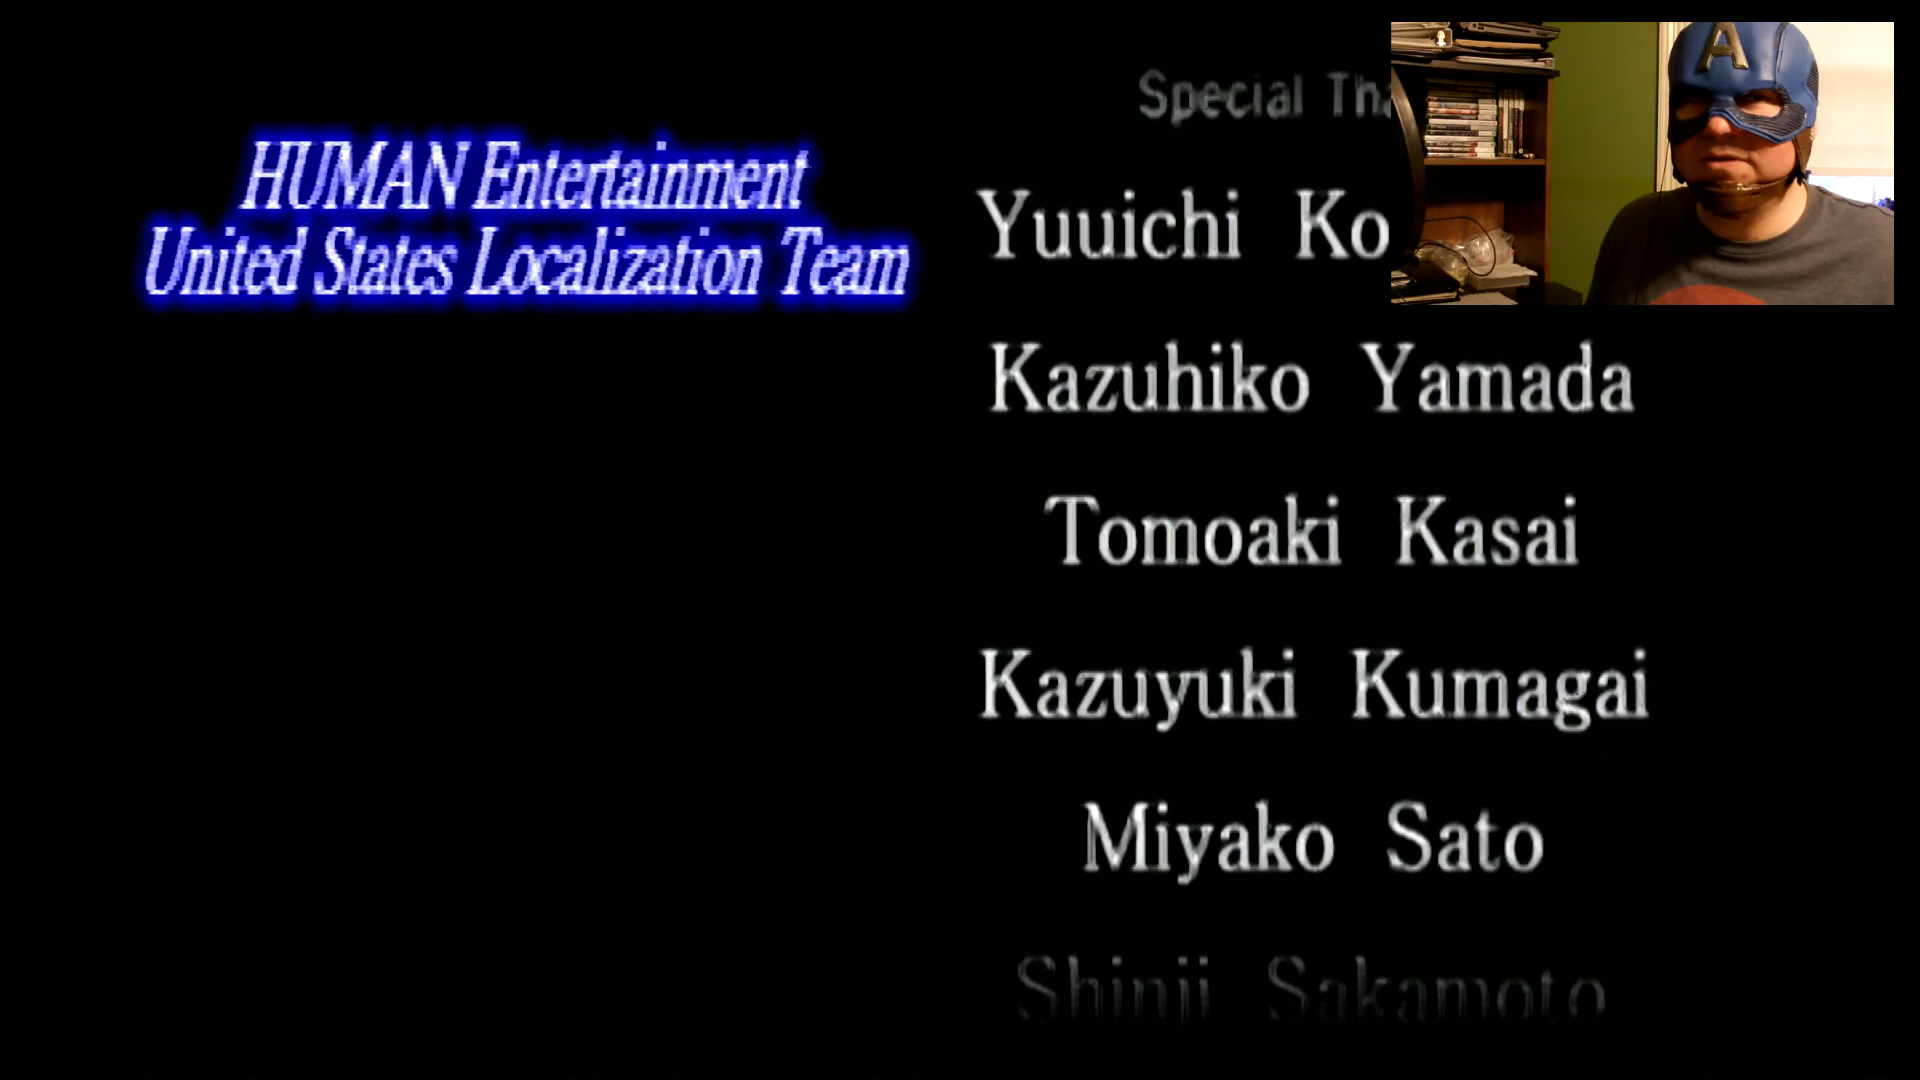 HUMAN Entertainment
United States Localization Team
Special
Yuuichi
Kazuhiko Yamada
Tomoaki Kasai
Kazuyuki Kumagai
Miyako Sato
Shinji Sakamoto
A